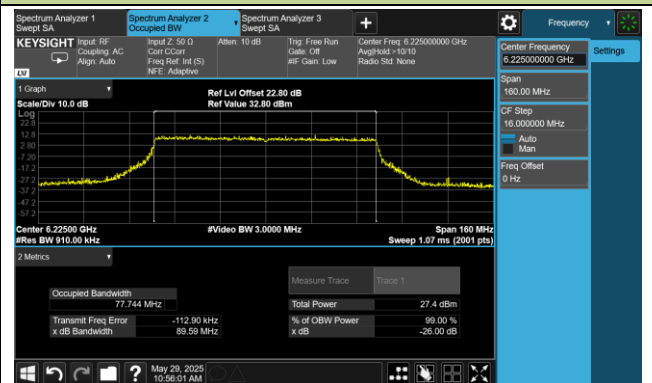 Spectrum Analyzer 1
Swept SA
Spectrum Analyzer 2
Occupied BW
Spectrum Analyzer 3
Swept SA
Frequency
KEYSIGHT
LXI
Input: RF
Coupling: AC
Align: Auto
Input Z: 50 Ω
Corr CCorr
Freq Ref: Int (S)
NFE: Adaptive
Atten: 10 dB
Trig: Free Run
Gate: Off
#IF Gain: Low
Center Freq: 6.225000000 GHz
Avg|Hold:>10/10
Radio Std: None
Center Frequency
6.225000000 GHz
Settings
Span
160.00 MHz
CF Step
16.000000 MHz
Auto
Man
Freq Offset
0 Hz
1 Graph
Scale/Div 10.0 dB
Ref Lvl Offset 22.80 dB
Ref Value 32.80 dBm
Log
22.8
12.8
2.80
-7.20
-17.2
-27.2
-37.2
-47.2
-57.2
Center 6.22500 GHz
#Video BW 3.0000 MHz
Span 160 MHz
#Res BW 910.00 kHz
Sweep 1.07 ms (2001 pts)
2 Metrics
Measure Trace
Trace 1
Occupied Bandwidth
77.744 MHz
Total Power
27.4 dBm
Transmit Freq Error
-112.90 kHz
% of OBW Power
99.00 %
x dB Bandwidth
89.59 MHz
x dB
-26.00 dB
May 29, 2025
10:56:01 AM